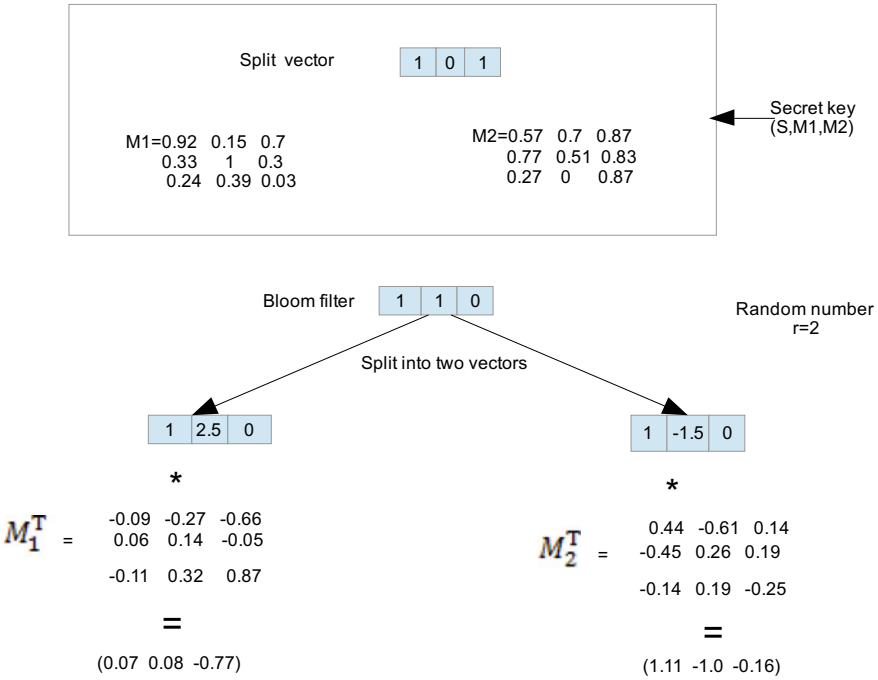 Split vector 1 0 1
Secret key
(S,M1,M2)
M1=0.92 0.15 0.7
0.33 1 0.3
0.24 0.39 0.03
M2=0.57 0.7 0.87
0.77 0.51 0.83
0.27 0 0.87
Bloom filter 1 1 0
Random number
r=2
Split into two vectors
1 2.5 0
*
M₁ᵀ =
-0.09 -0.27 -0.66
0.06 0.14 -0.05
-0.11 0.32 0.87
=
(0.07 0.08 -0.77)
1 -1.5 0
*
M₂ᵀ =
0.44 -0.61 0.14
-0.45 0.26 0.19
-0.14 0.19 -0.25
=
(1.11 -1.0 -0.16)